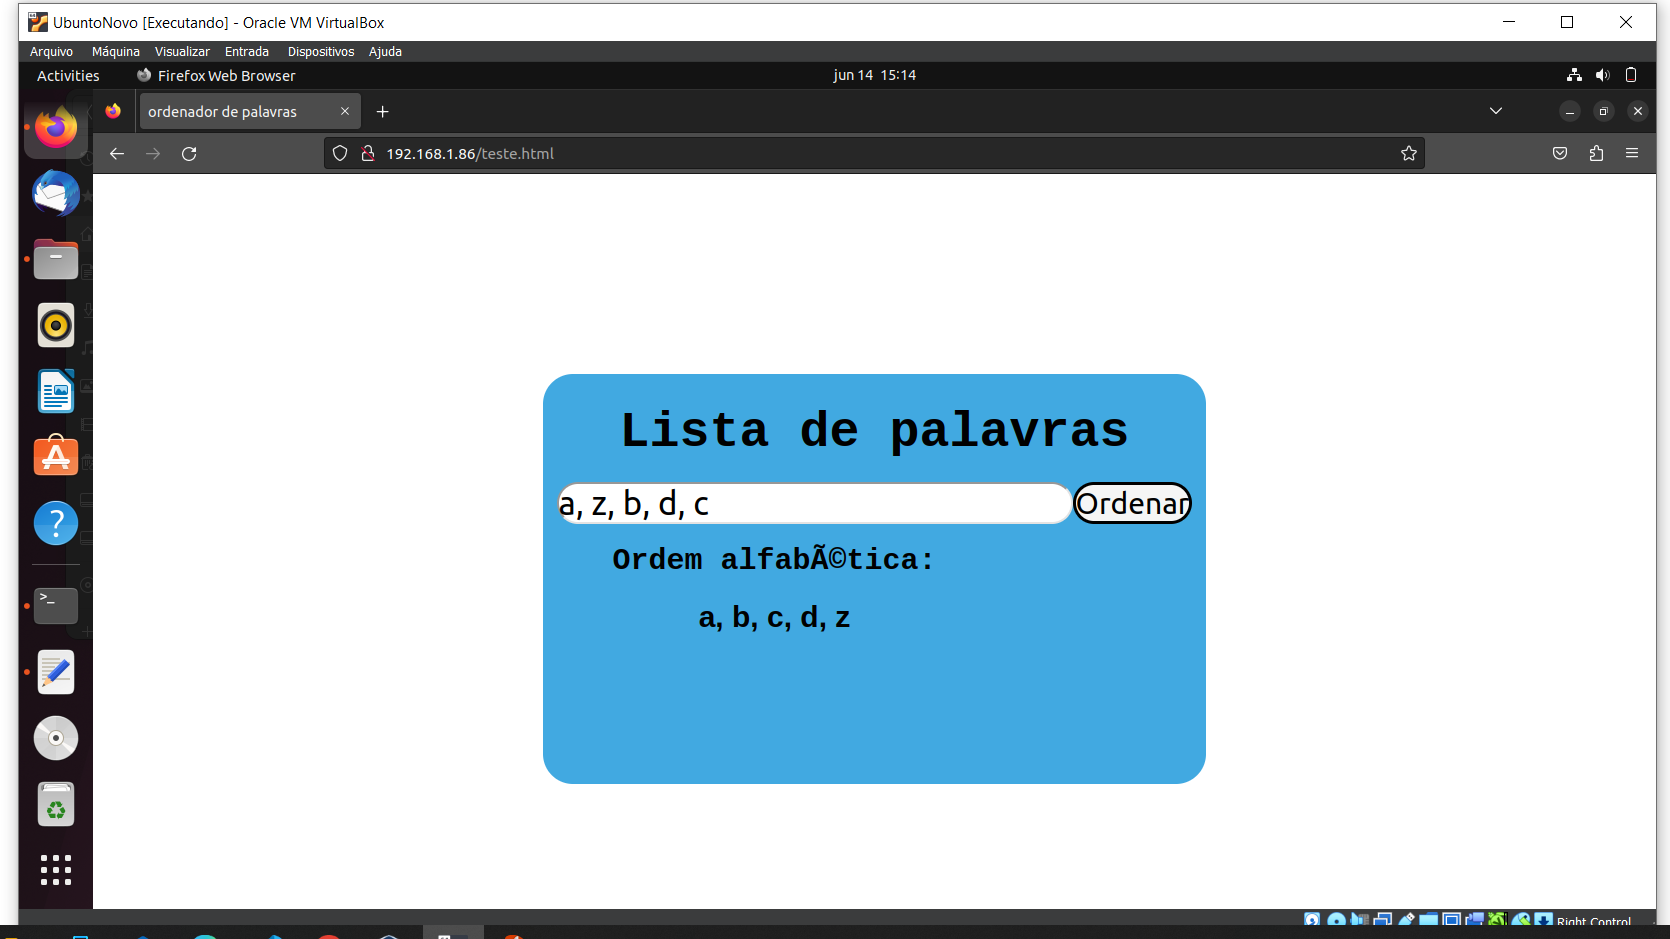 UbuntoNovo [Executando] - Oracle VM VirtualBox
Arquivo Máquina Visualizar Entrada Dispositivos Ajuda
Activities Firefox Web Browser jun 14 15:14
ordenador de palavras
192.168.1.86/teste.html
Lista de palavras
a, z, b, d, c Ordenar
Ordem alfabÃ©tica:
a, b, c, d, z
Right Control